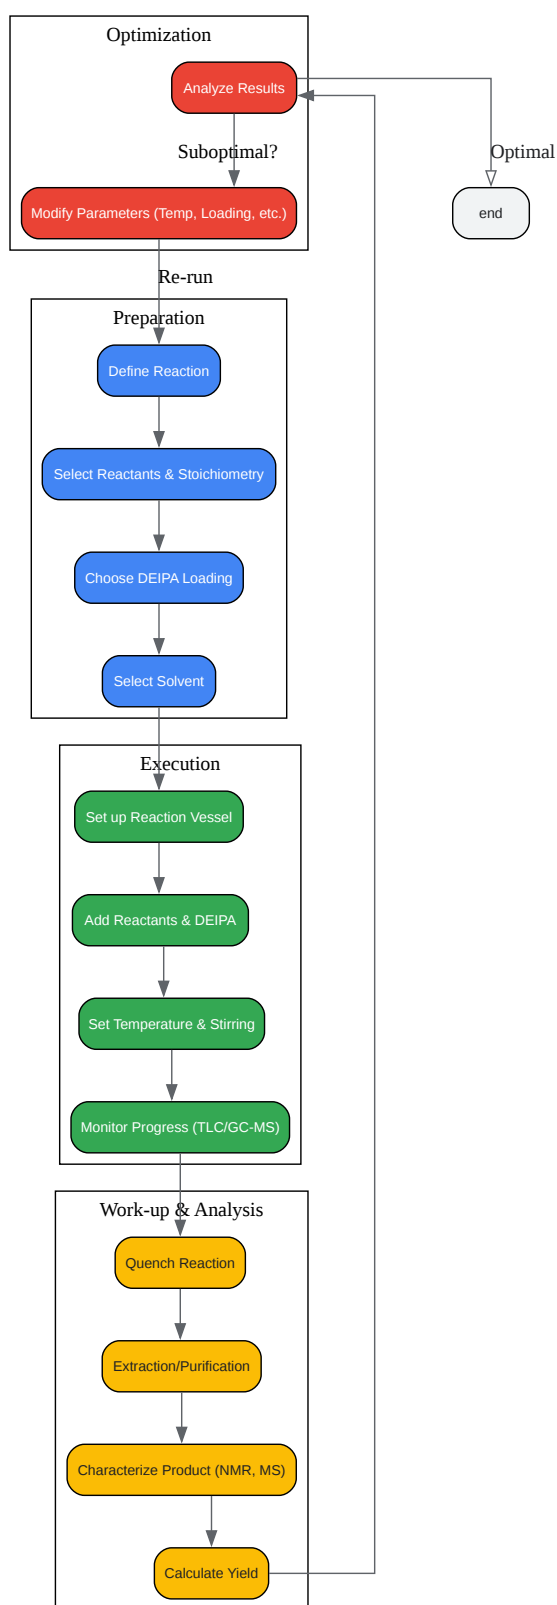 Optimization
Analyze Results
Suboptimal?
Optimal
Modify Parameters (Temp, Loading, etc.)
end
Re-run
Preparation
Define Reaction
Select Reactants & Stoichiometry
Choose DEIPA Loading
Select Solvent
Execution
Set up Reaction Vessel
Add Reactants & DEIPA
Set Temperature & Stirring
Monitor Progress (TLC/GC-MS)
Work-up & Analysis
Quench Reaction
Extraction/Purification
Characterize Product (NMR, MS)
Calculate Yield